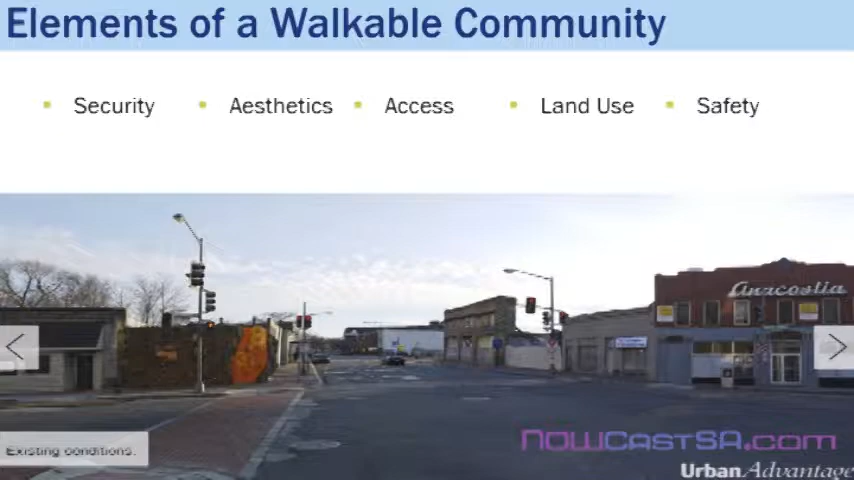 Elements of a Walkable Community
Security
Aesthetics
Access
Land Use
Safety
Anacostia
Existing conditions.
NOWCASTSA.com
UrbanAdvantage